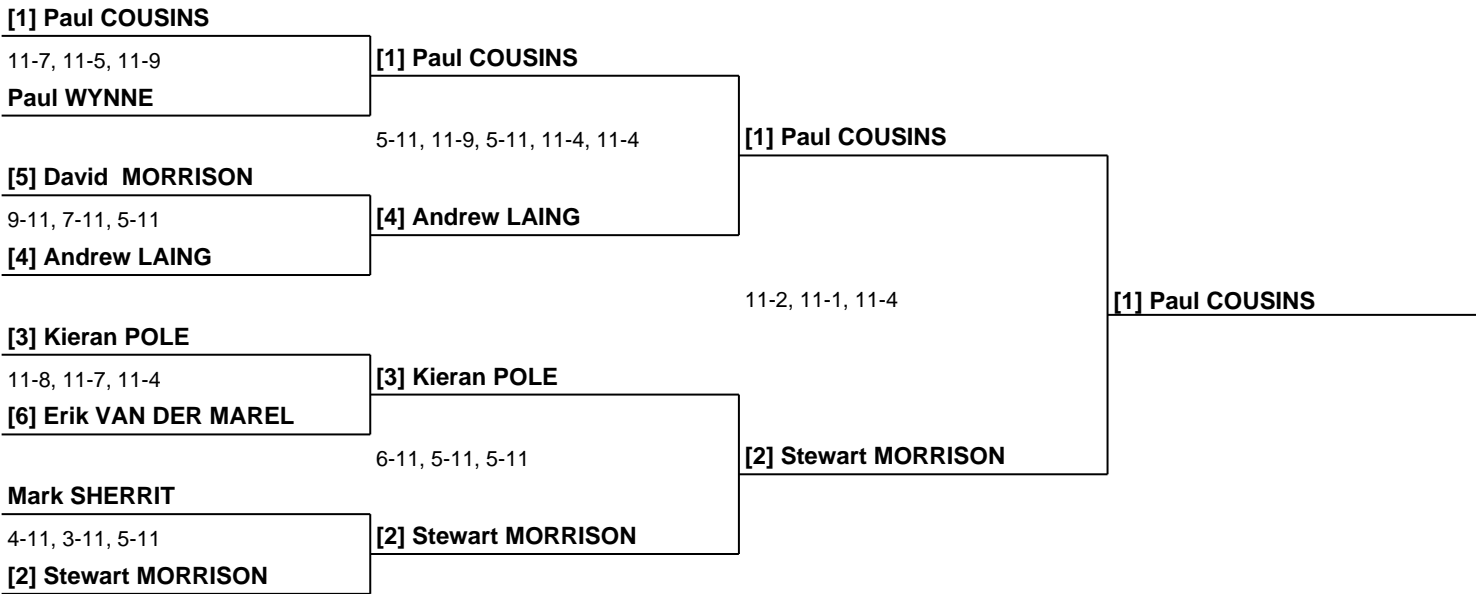 [1] Paul COUSINS
11-7, 11-5, 11-9
[1] Paul COUSINS
Paul WYNNE
5-11, 11-9, 5-11, 11-4, 11-4
[1] Paul COUSINS
[5] David  MORRISON
9-11, 7-11, 5-11
[4] Andrew LAING
[4] Andrew LAING
11-2, 11-1, 11-4
[1] Paul COUSINS
[3] Kieran POLE
11-8, 11-7, 11-4
[3] Kieran POLE
[6] Erik VAN DER MAREL
6-11, 5-11, 5-11
[2] Stewart MORRISON
Mark SHERRIT
4-11, 3-11, 5-11
[2] Stewart MORRISON
[2] Stewart MORRISON